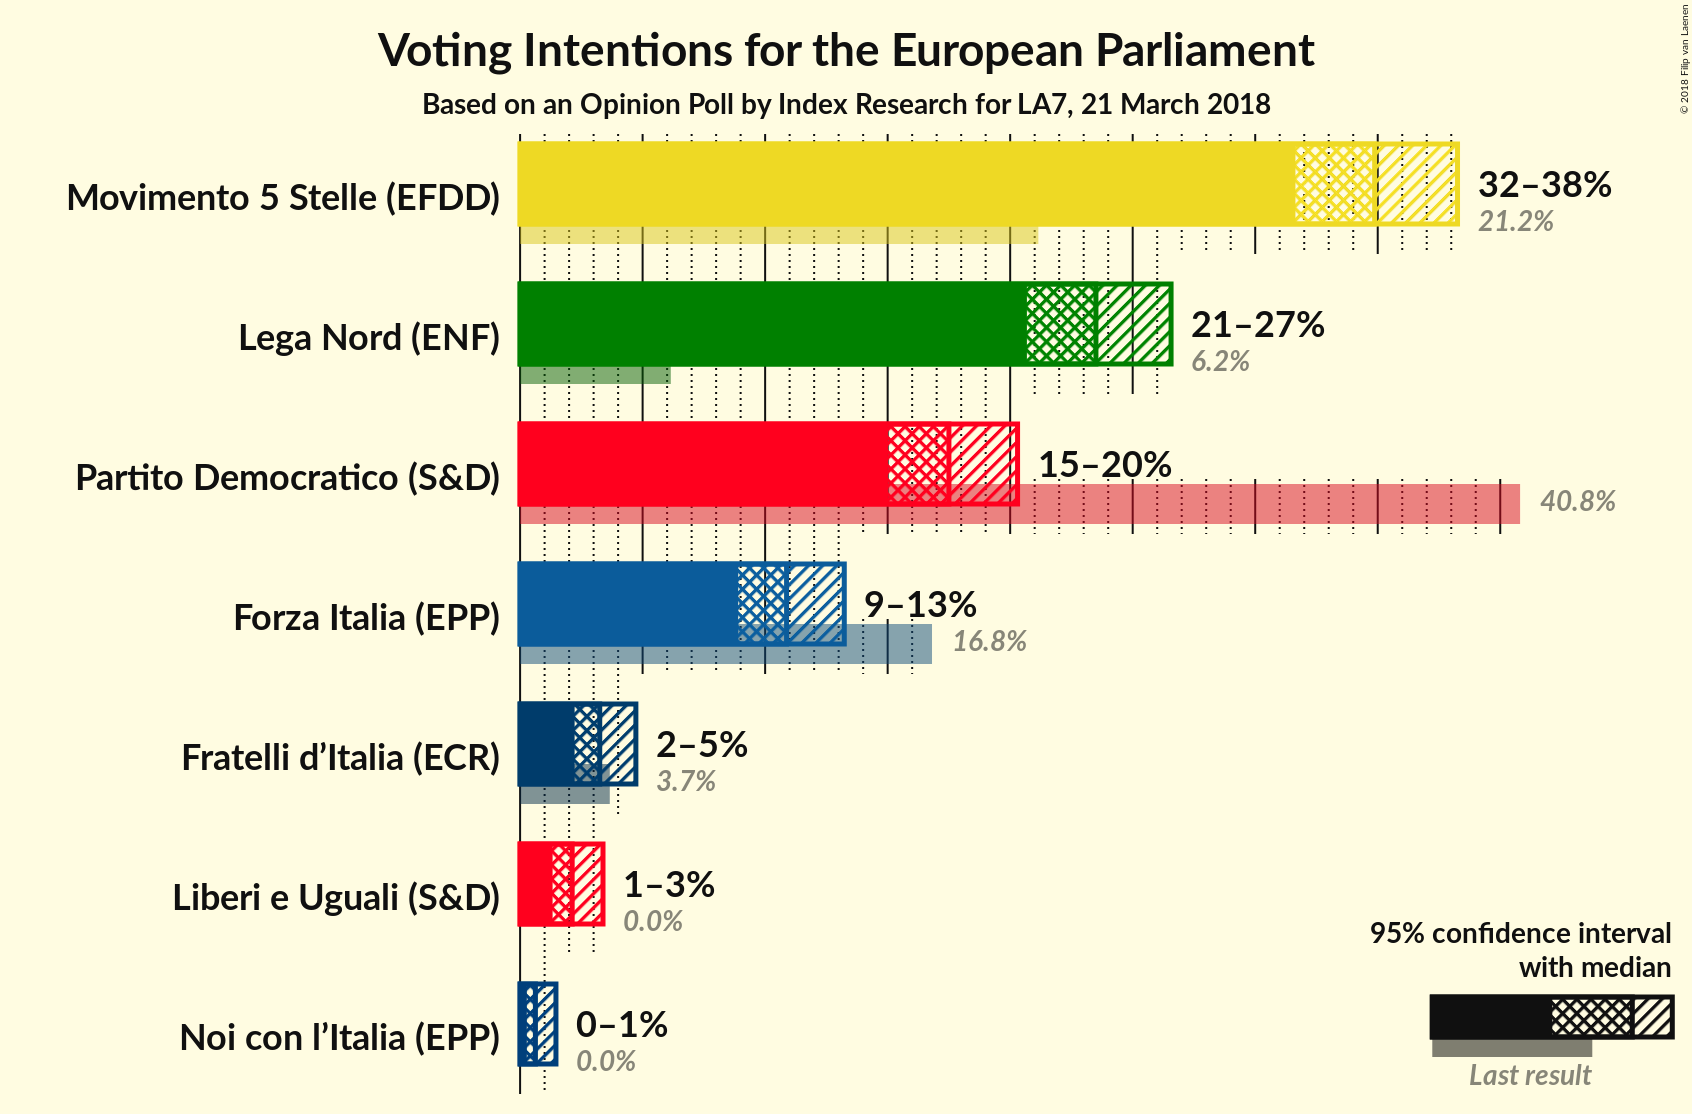 Voting Intentions for the European Parliament
Based on an Opinion Poll by Index Research for LA7, 21 March 2018
© 2018 Filip van Laenen
Movimento 5 Stelle (EFDD)
32–38%
21.2%
Lega Nord (ENF)
21–27%
6.2%
Partito Democratico (S&D)
15–20%
40.8%
Forza Italia (EPP)
9–13%
16.8%
Fratelli d’Italia (ECR)
2–5%
3.7%
Liberi e Uguali (S&D)
1–3%
0.0%
Noi con l’Italia (EPP)
0–1%
0.0%
95% confidence interval
with median
Last result